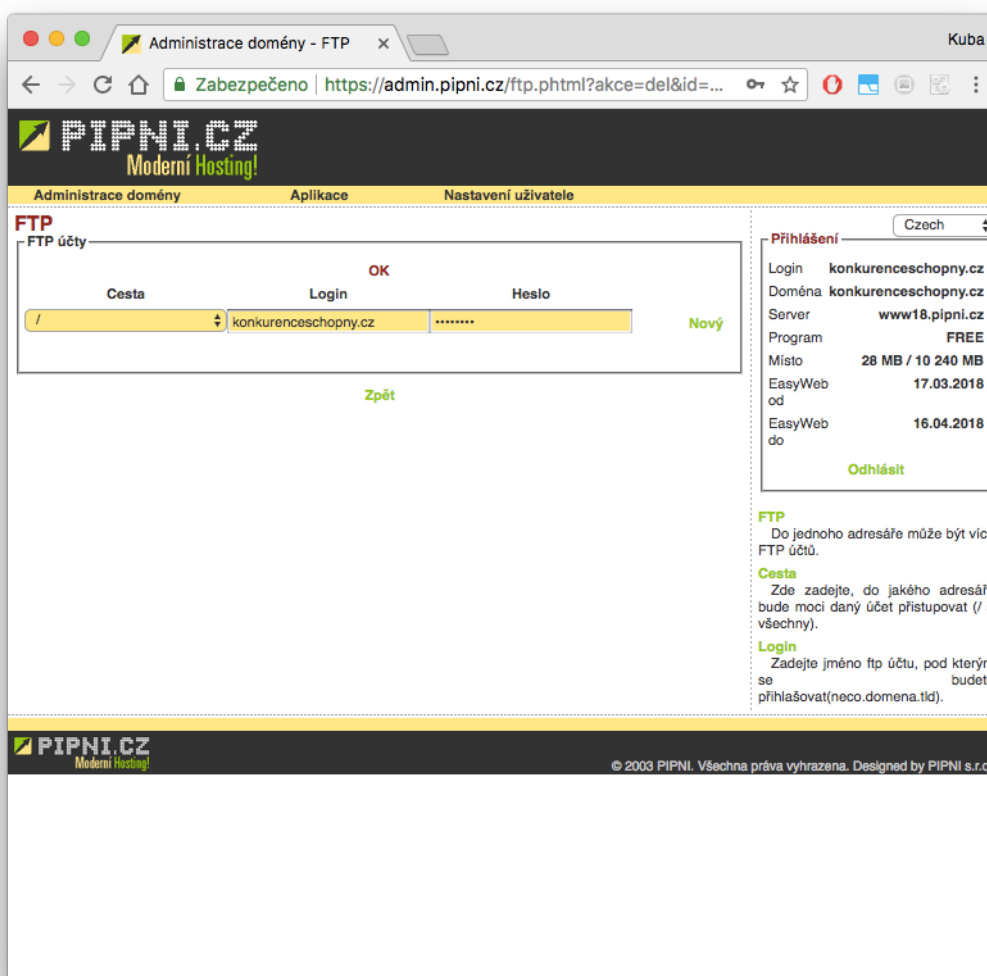 Administrace domény - FTP
Kuba
Zabezpečeno
https://admin.pipni.cz/ftp.phtml?akce=del&id=...
PIPNI.CZ
Moderní Hosting!
Administrace domény Aplikace Nastavení uživatele
FTP
FTP účty
OK
Cesta Login Heslo
/ konkurenceschopny.cz •••••••• Nový
Zpět
Czech
Přihlášení
Login konkurenceschopny.cz
Doména konkurenceschopny.cz
Server www18.pipni.cz
Program FREE
Místo 28 MB / 10 240 MB
EasyWeb od 17.03.2018
EasyWeb do 16.04.2018
Odhlásit
FTP
Do jednoho adresáře může být víc
FTP účtů.
Cesta
Zde zadejte, do jakého adresář
bude moci daný účet přistupovat (/
všechny).
Login
Zadejte jméno ftp účtu, pod kterým
se budet
přihlašovat(neco.domena.tld).
PIPNI.CZ
Moderní Hosting!
© 2003 PIPNI. Všechna práva vyhrazena. Designed by PIPNI s.r.o